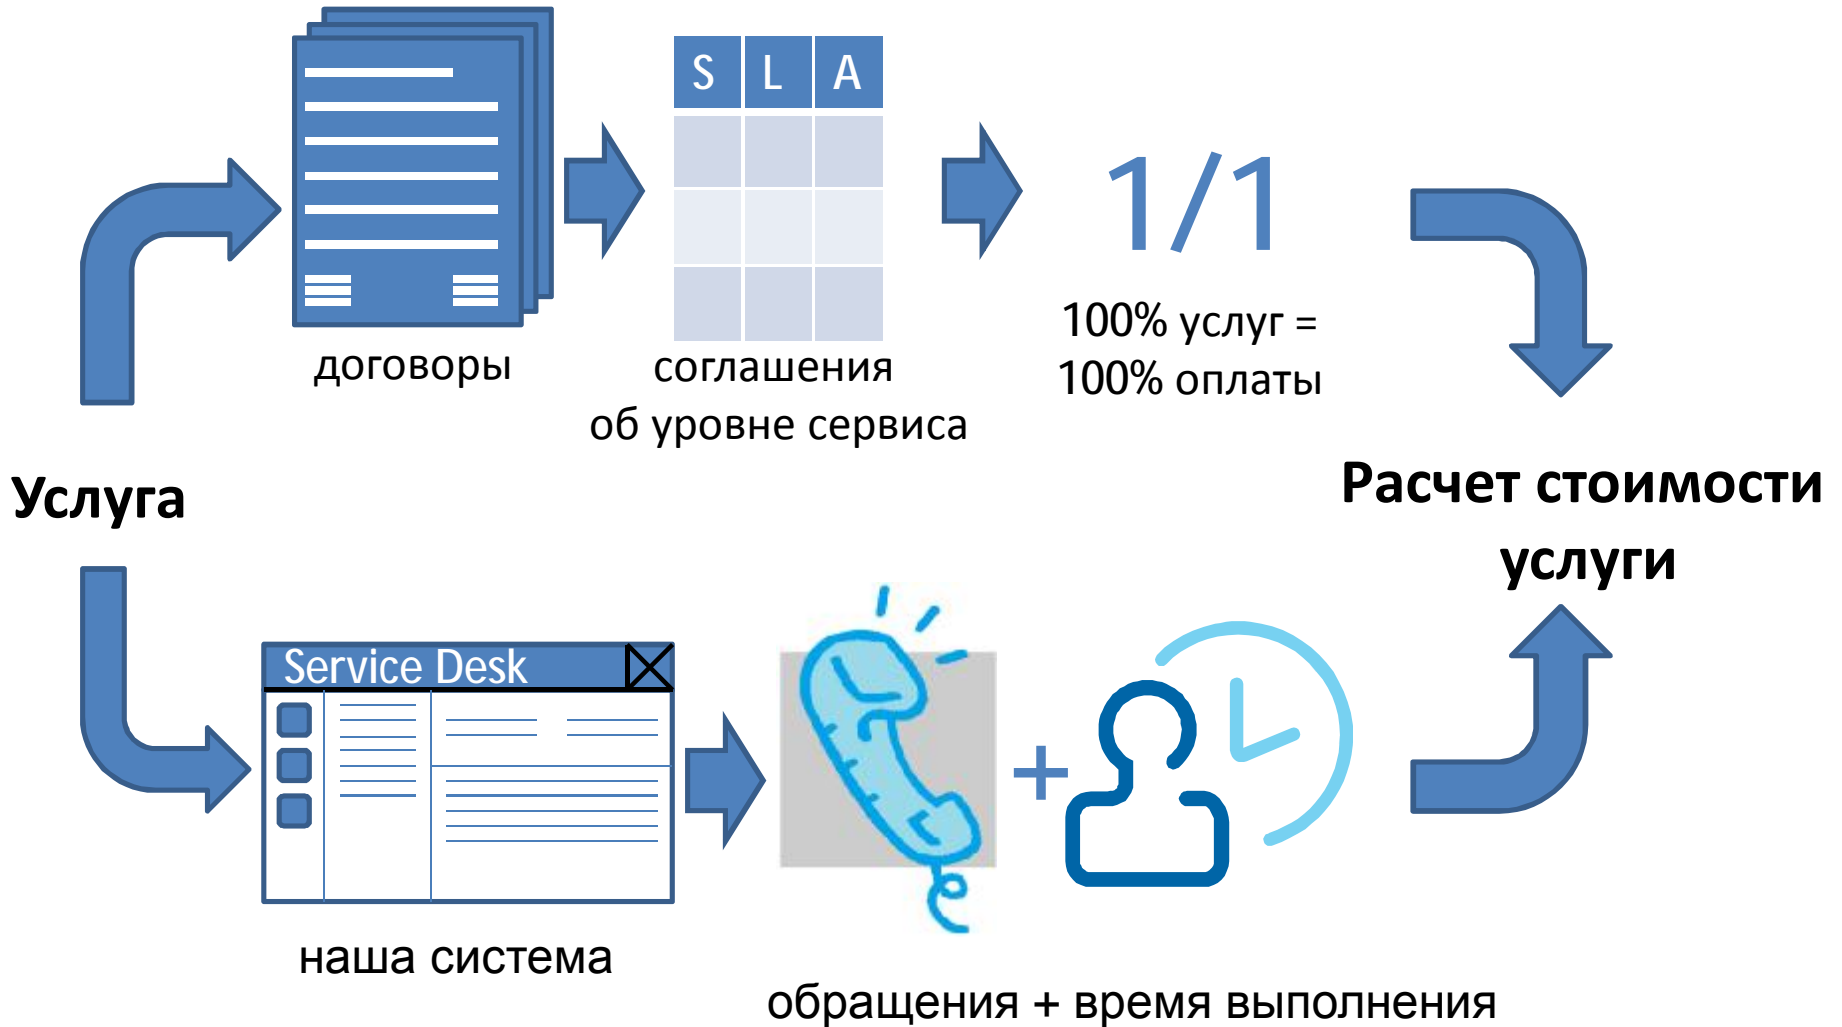 S L A
1/1
договоры
соглашения
об уровне сервиса
100% услуг =
100% оплаты
Услуга
Расчет стоимости
услуги
Service Desk
+
наша система
обращения + время выполнения